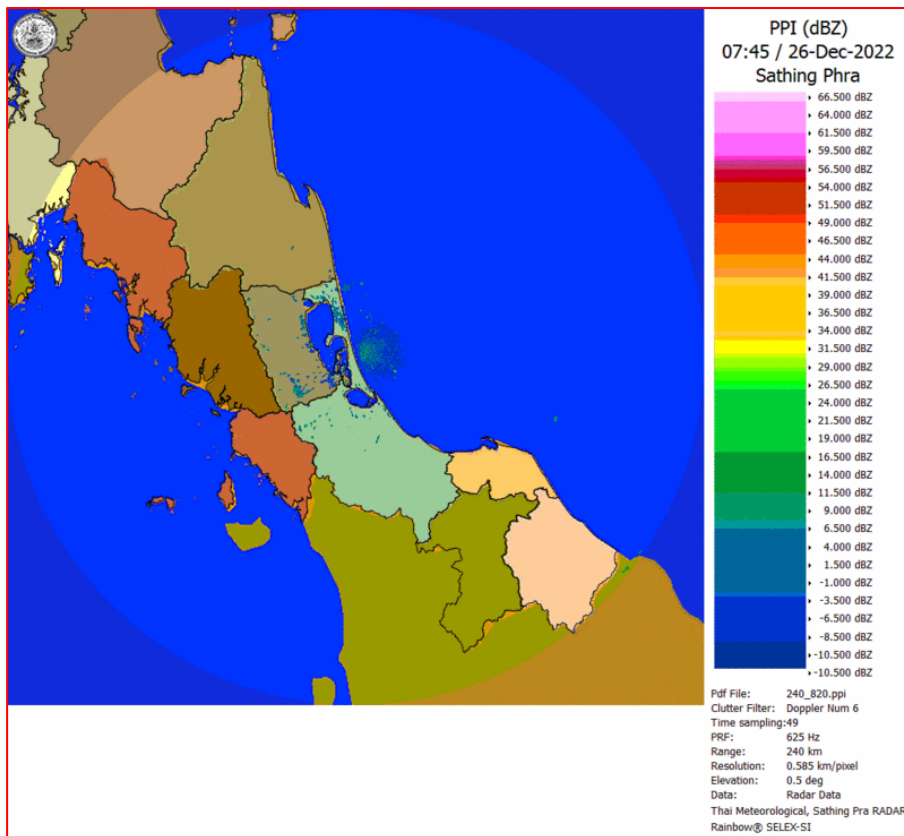 PPI (dBZ)
07:45 / 26-Dec-2022
Sathing Phra
66.500 dBZ
64.000 dBZ
61.500 dBZ
59.500 dBZ
56.500 dBZ
54.000 dBZ
51.500 dBZ
49.000 dBZ
46.500 dBZ
44.000 dBZ
41.500 dBZ
39.000 dBZ
36.500 dBZ
34.000 dBZ
31.500 dBZ
29.000 dBZ
26.500 dBZ
24.000 dBZ
21.500 dBZ
19.000 dBZ
16.500 dBZ
14.000 dBZ
11.500 dBZ
9.000 dBZ
6.500 dBZ
4.000 dBZ
1.500 dBZ
-1.000 dBZ
-3.500 dBZ
-6.500 dBZ
-8.500 dBZ
-10.500 dBZ
-10.500 dBZ
Pdf File: 240_820.ppi
Clutter Filter: Doppler Num 6
Time sampling:49
PRF: 625 Hz
Range: 240 km
Resolution: 0.585 km/pixel
Elevation: 0.5 deg
Data: Radar Data
Thai Meteorological, Sathing Pra RADAR
Rainbow® SELEX-SI